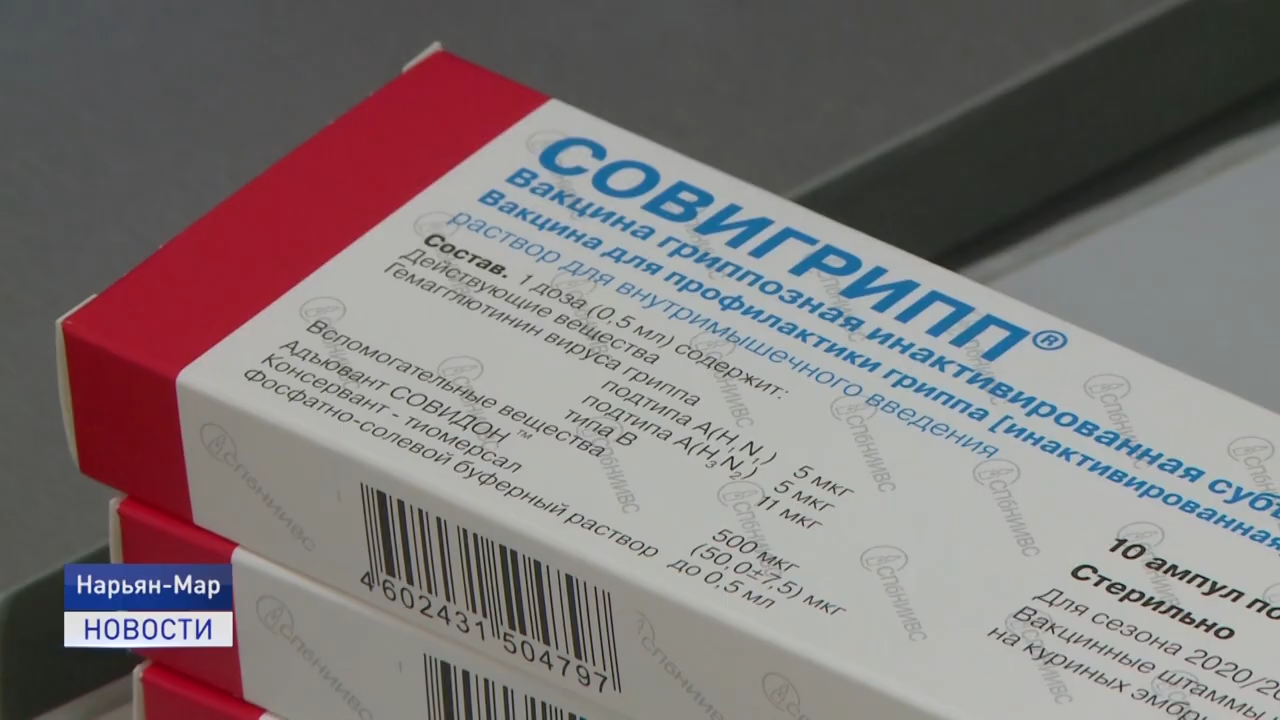 СОВИГРИПП®
Вакцина гриппозная инактивированная
Вакцина для профилактики гриппа [инактивированная
раствор для внутримышечного введения
Состав. 1 доза (0,5 мл) содержит:
Действующие вещества
Гемагглютинин вируса гриппа
подтипа A(H₁N₁) 5 мкг
подтипа A(H₃N₂) 5 мкг
типа B 11 мкг
Вспомогательные вещества
Адъювант СОВИДОН™ 500 мкг
Консервант - тиомерсал (50,0±7,5) мкг
Фосфатно-солевой буферный раствор до 0,5 мл
4 602431 504797
10 ампул по
Стерильно
Для сезона 2020/20
Вакцинные штаммы
на куриных
СПбНИИВС
Нарьян-Мар
НОВОСТИ